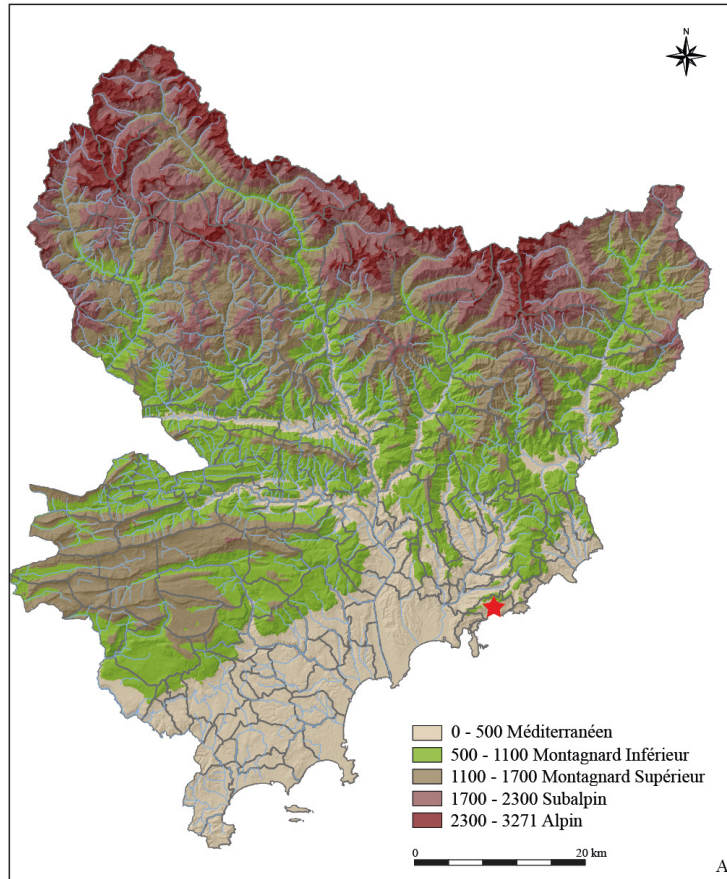 N
0 - 500 Méditerranéen
500 - 1100 Montagnard Inférieur
1100 - 1700 Montagnard Supérieur
1700 - 2300 Subalpin
2300 - 3271 Alpin
0 20 km
A